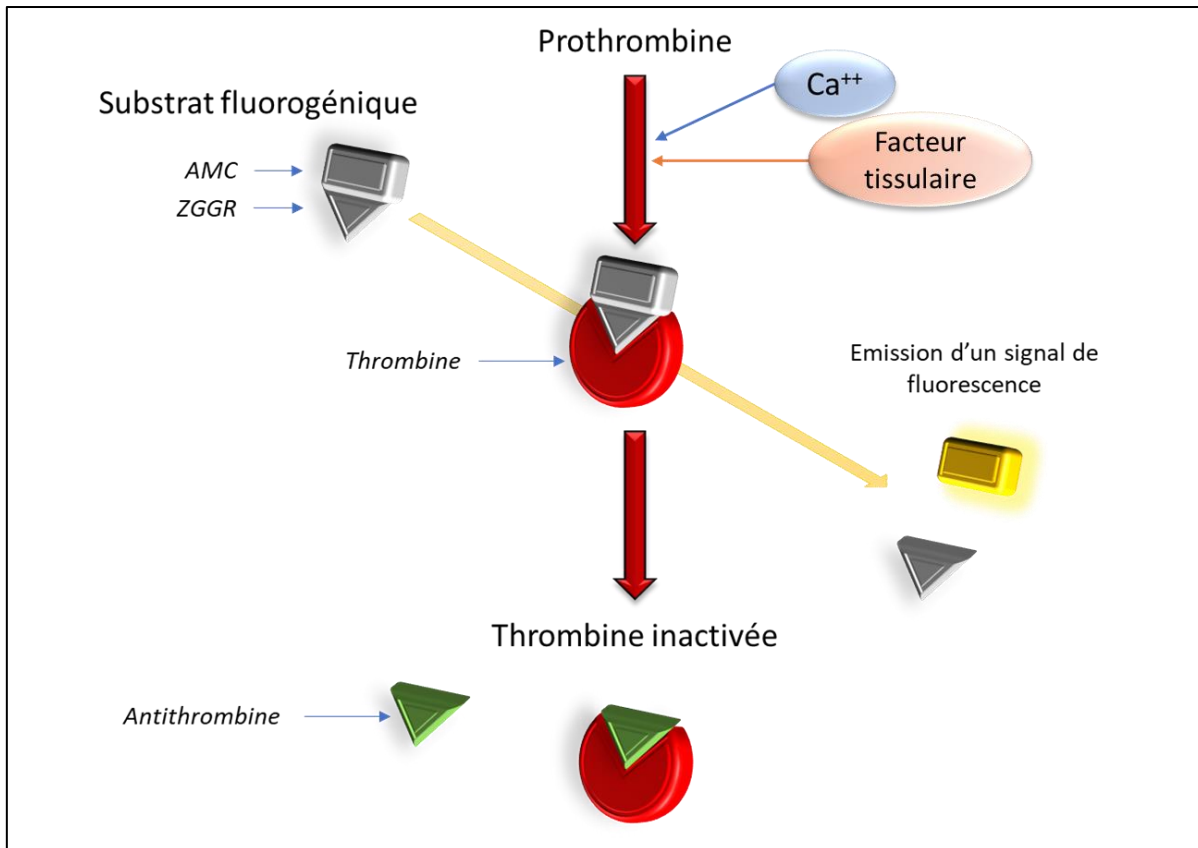 Prothrombine
Ca⁺⁺
Substrat fluorogénique
Facteur
tissulaire
AMC
ZGGR
Thrombine
Emission d’un signal de
fluorescence
Thrombine inactivée
Antithrombine